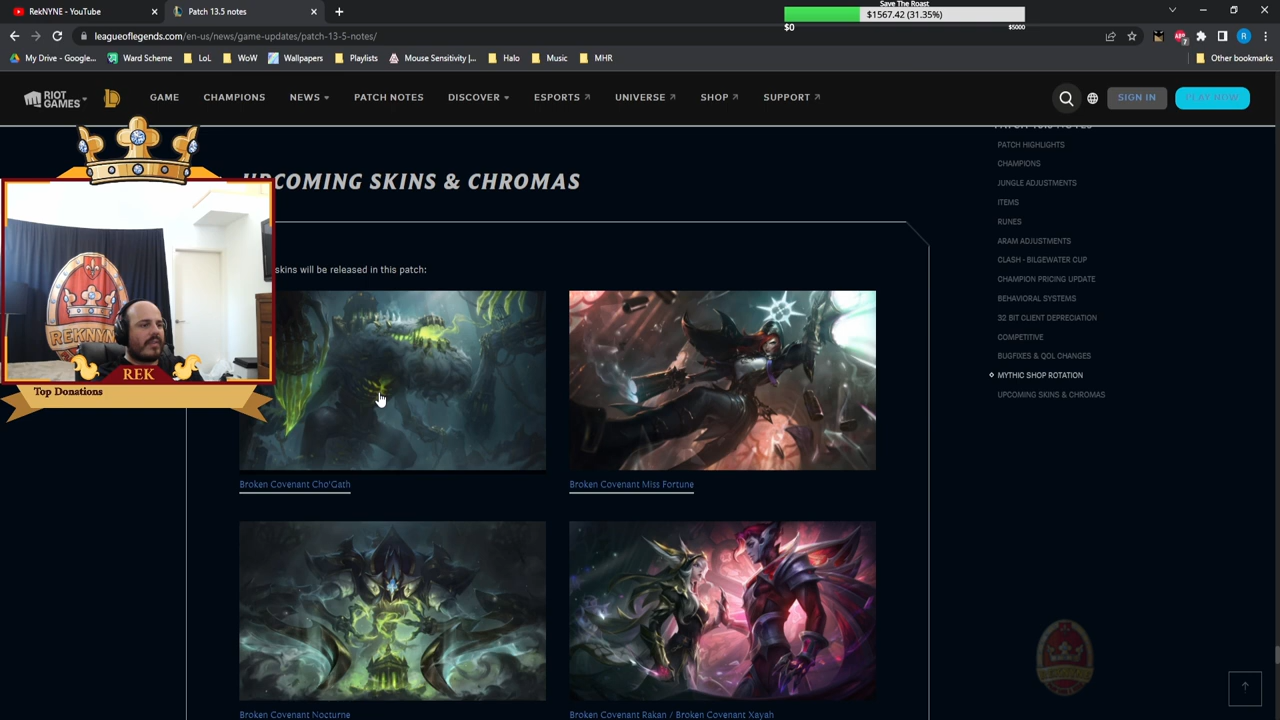 RekNYNE - YouTube
Patch 13.5 notes
Save The Roast
$1567.42 (31.35%)
$0
$5000
leagueoflegends.com/en-us/news/game-updates/patch-13-5-notes/
My Drive - Google...
Ward Scheme
LoL
WoW
Wallpapers
Playlists
Mouse Sensitivity |...
Halo
Music
MHR
Other bookmarks
RIOT GAMES
GAME
CHAMPIONS
NEWS
PATCH NOTES
DISCOVER
ESPORTS
UNIVERSE
SHOP
SUPPORT
SIGN IN
PLAY NOW
UPCOMING SKINS & CHROMAS
skins will be released in this patch:
Broken Covenant Cho'Gath
Broken Covenant Miss Fortune
Broken Covenant Nocturne
Broken Covenant Rakan / Broken Covenant Xayah
PATCH HIGHLIGHTS
CHAMPIONS
JUNGLE ADJUSTMENTS
ITEMS
RUNES
ARAM ADJUSTMENTS
CLASH - BILGEWATER CUP
CHAMPION PRICING UPDATE
BEHAVIORAL SYSTEMS
32 BIT CLIENT DEPRECIATION
COMPETITIVE
BUGFIXES & QOL CHANGES
MYTHIC SHOP ROTATION
UPCOMING SKINS & CHROMAS
REKNYNE
REK
Top Donations